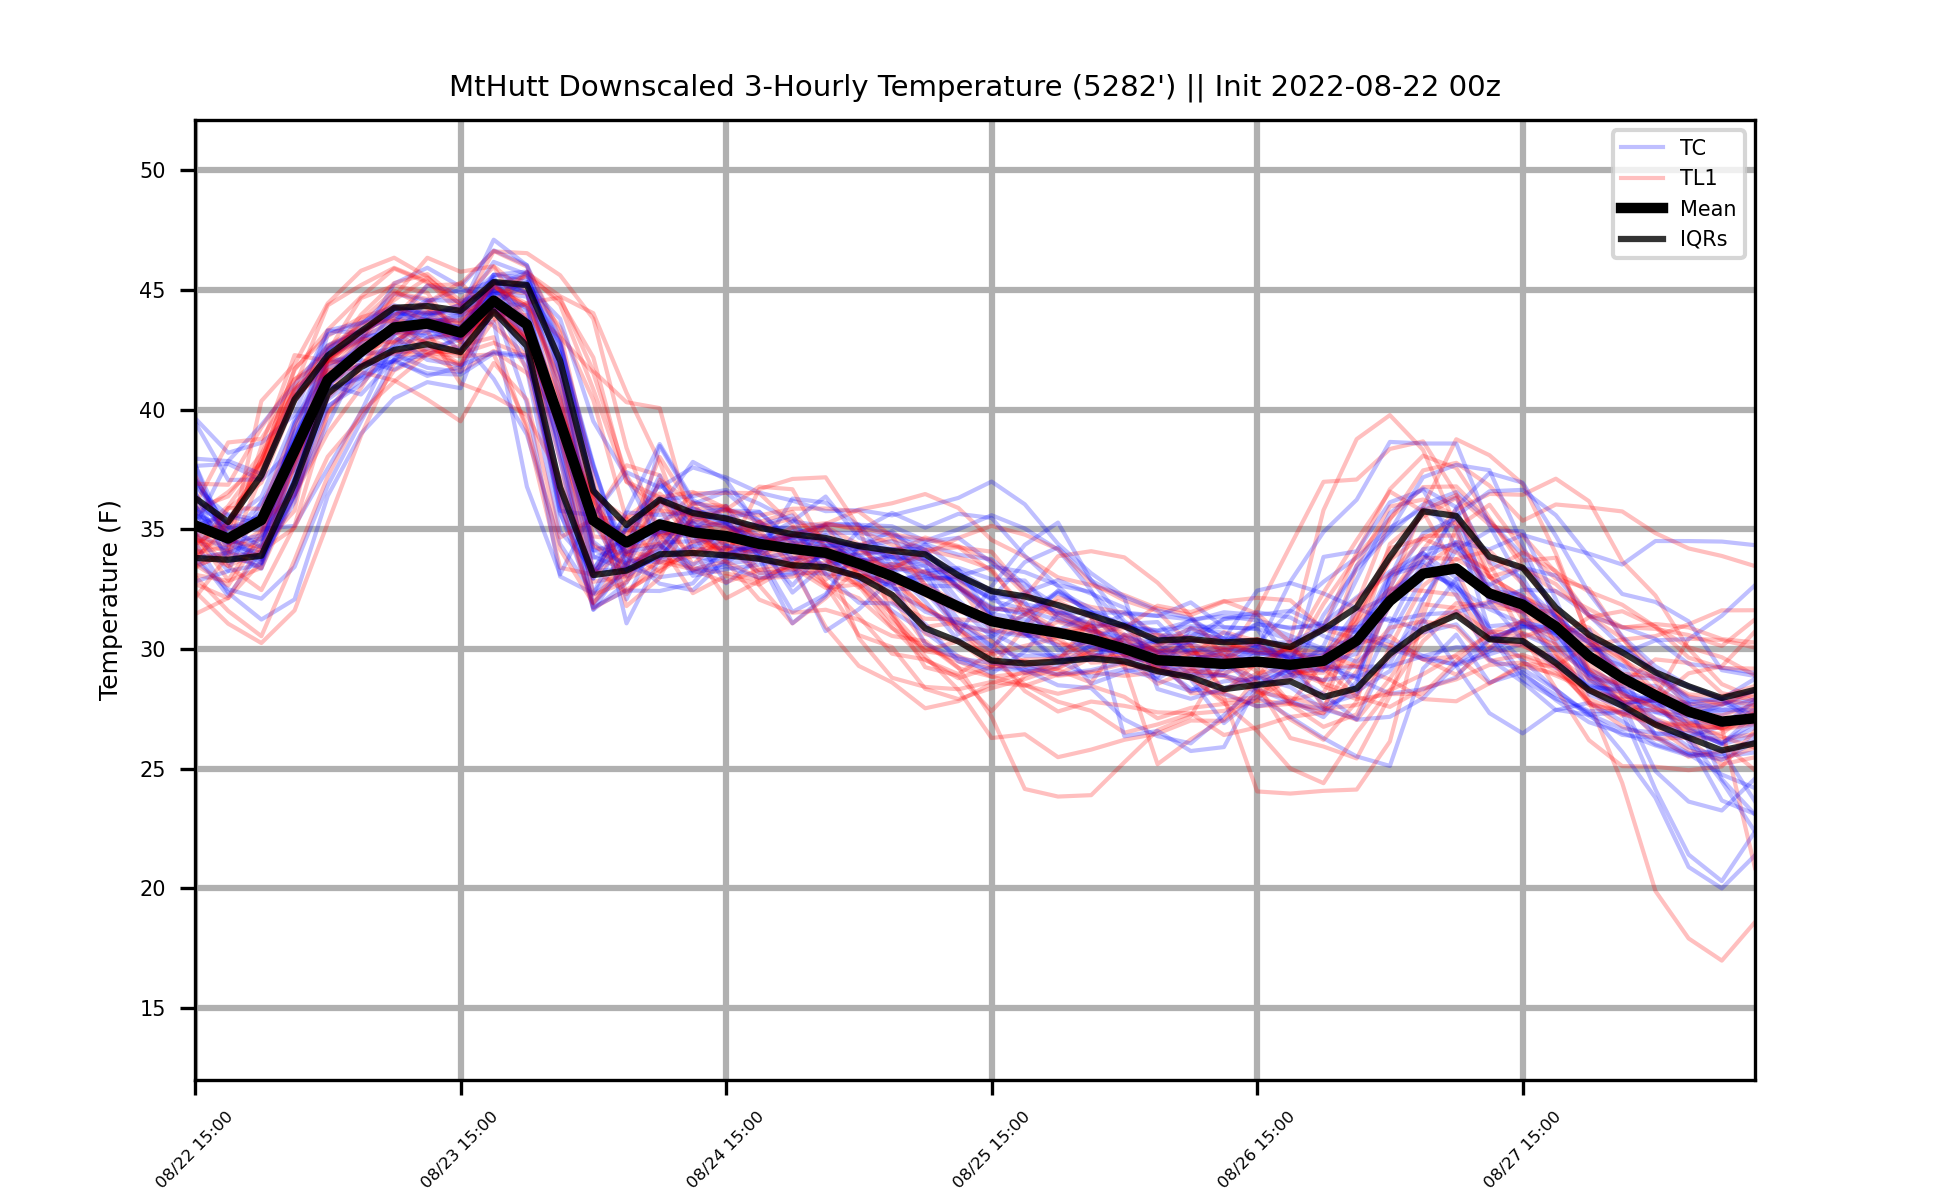 MtHutt Downscaled 3-Hourly Temperature (5282') || Init 2022-08-22 00z
TC
TL1
Mean
IQRs
Temperature (F)
50
45
40
35
30
25
20
15
08/22 15:00
08/23 15:00
08/24 15:00
08/25 15:00
08/26 15:00
08/27 15:00